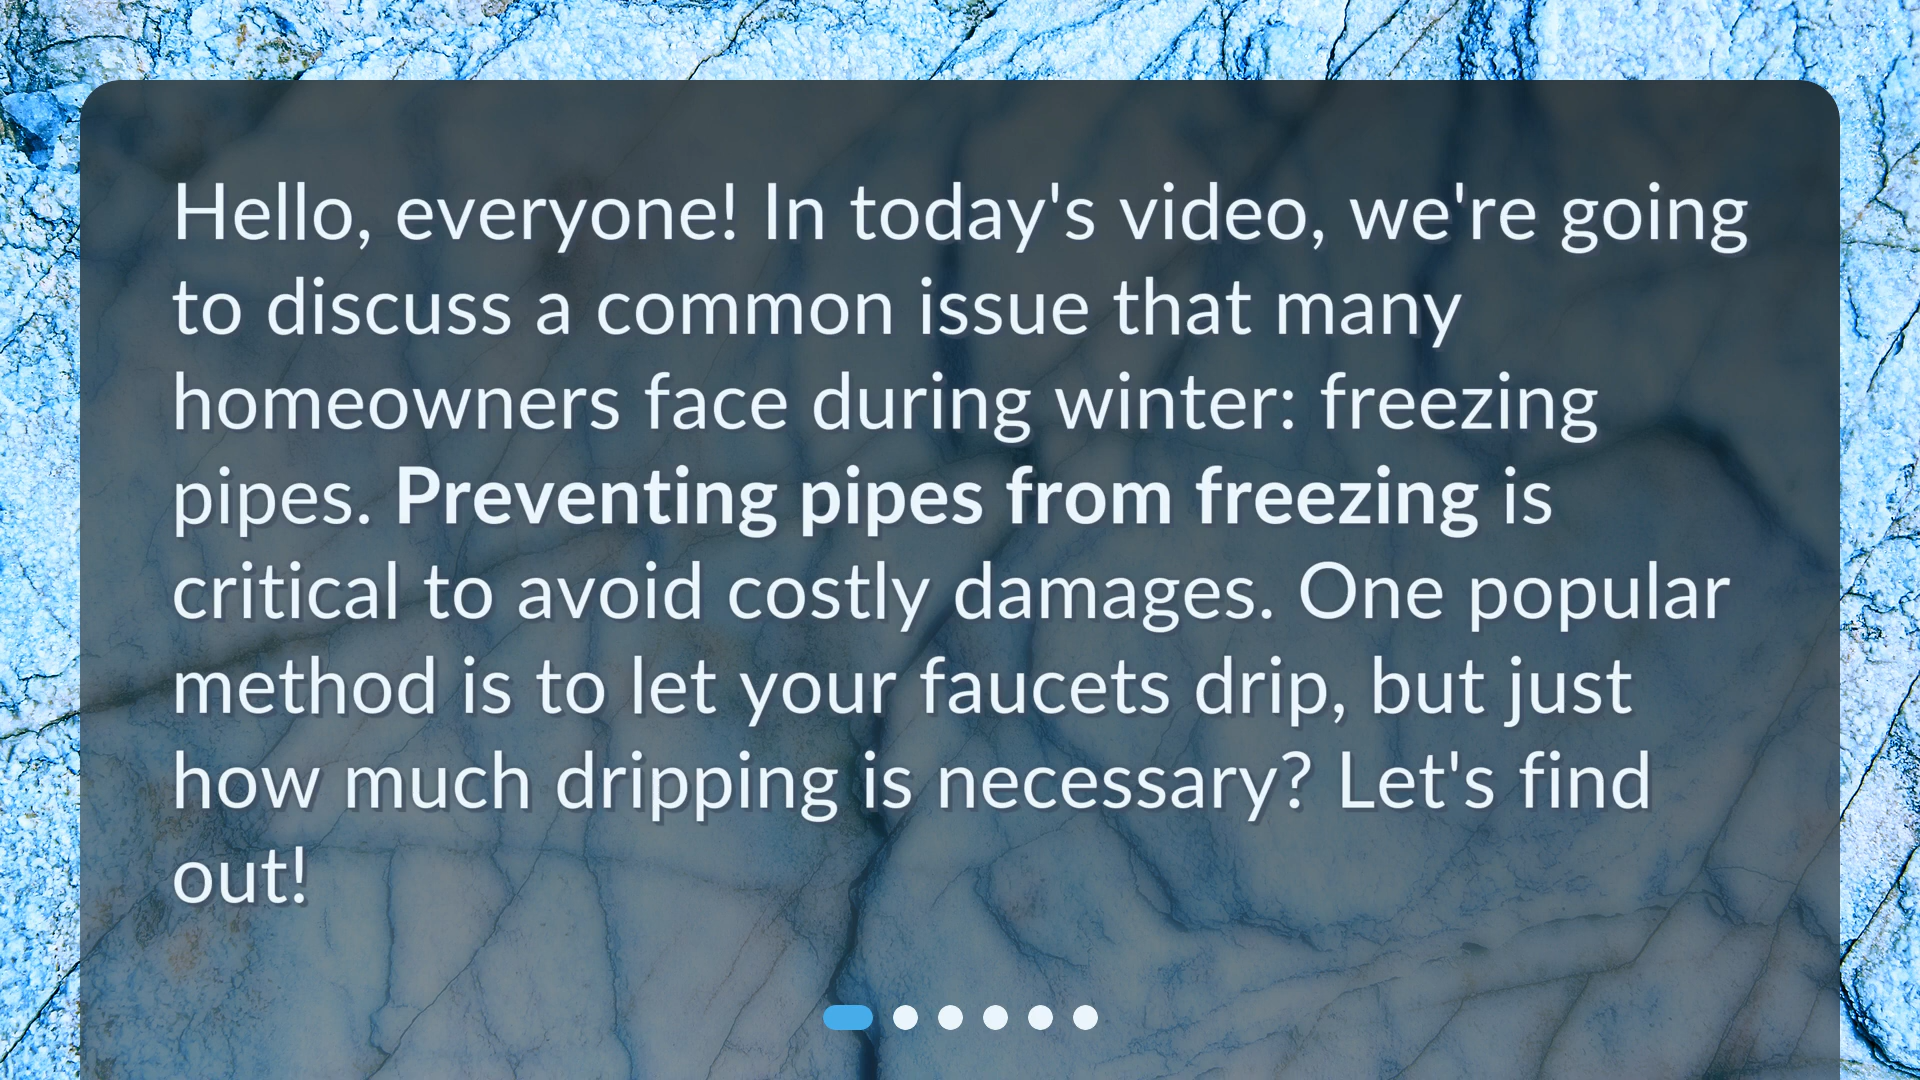 Hello, everyone! In today's video, we're going
to discuss a common issue that many
homeowners face during winter: freezing
pipes. Preventing pipes from freezing is
critical to avoid costly damages. One popular
method is to let your faucets drip, but just
how much dripping is necessary? Let's find
out!